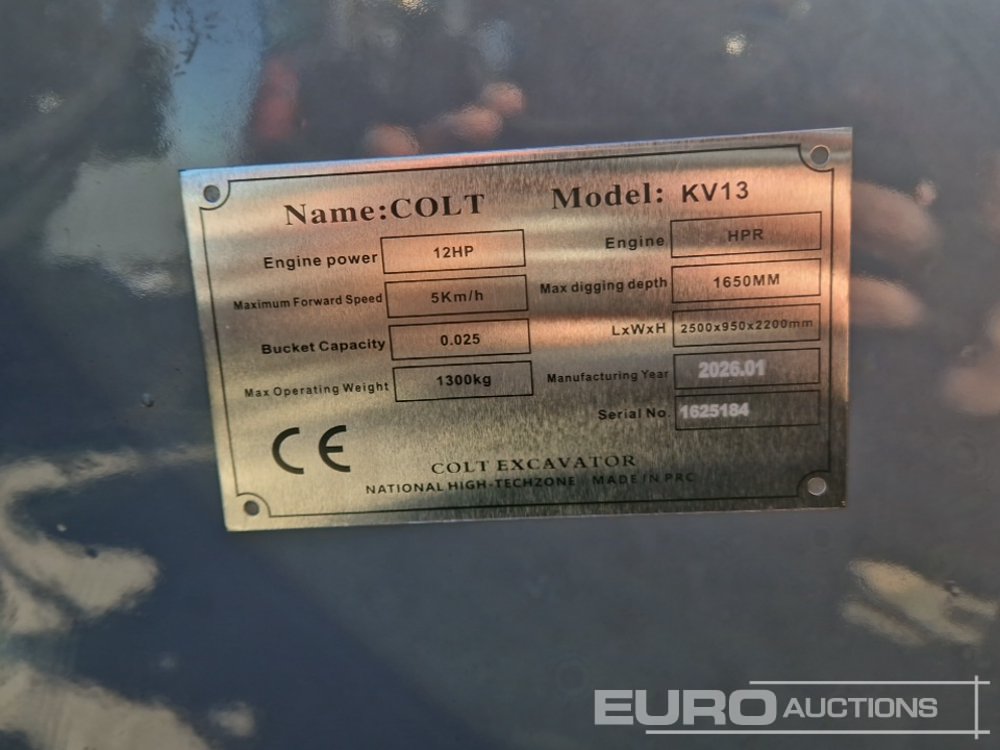 Name:COLT Model: KV13
Engine power 12HP Engine HPR
Maximum Forward Speed 5Km/h Max digging depth 1650MM
Bucket Capacity 0.025 LxWxH 2500x950x2200mm
Max Operating Weight 1300kg Manufacturing Year 2026.01
Serial No. 1625184
CE
COLT EXCAVATOR
NATIONAL HIGH-TECHZONE MADE IN PRC
EURO AUCTIONS